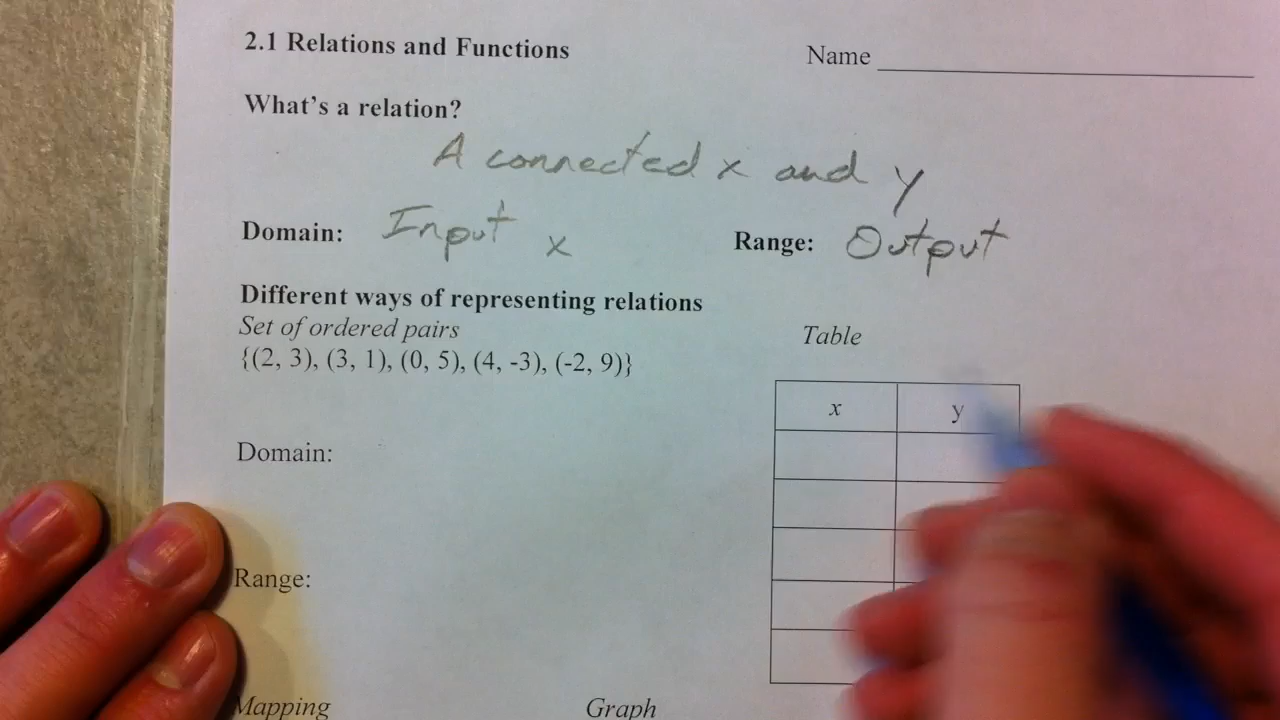 2.1 Relations and Functions Name
What's a relation?
A connected x and y
Domain: Input x Range: Output
Different ways of representing relations
Set of ordered pairs
Table
{(2, 3), (3, 1), (0, 5), (4, -3), (-2, 9)}
x y
Domain:
Range:
Mapping Graph